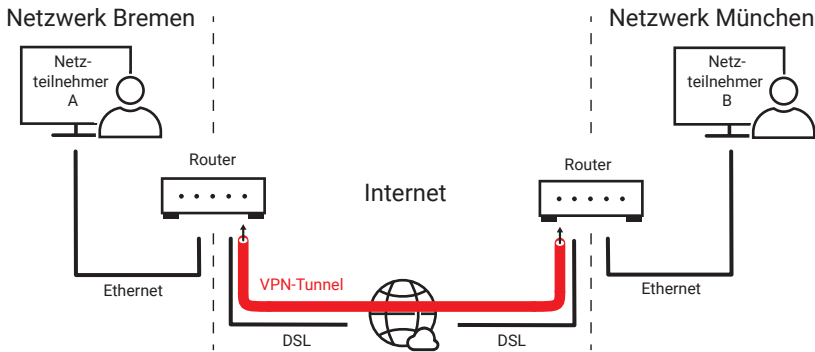 Netzwerk Bremen
Netzwerk München
Netz-
teilnehmer
A
Netz-
teilnehmer
B
Router
Router
Internet
VPN-Tunnel
Ethernet
Ethernet
DSL
DSL